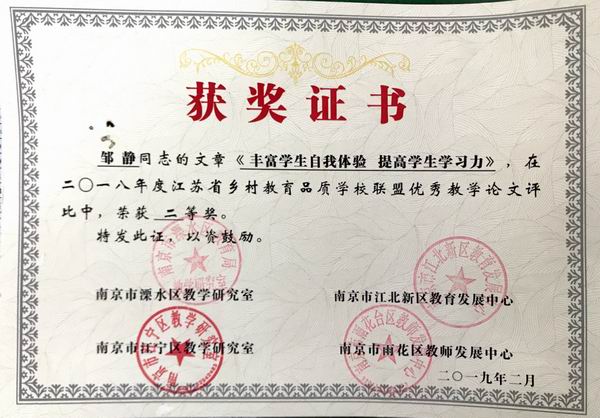 获奖证书
邹静同志的文章《丰富学生自我体验 提高学生学习力》，在
二〇一八年度江苏省乡村教育品质学校联盟优秀教学论文评
比中，荣获 二等奖。
特发此证，以资鼓励。
南京市溧水区教学研究室
南京市江北新区教育发展中心
南京市江宁区教学研究室
南京市雨花区教师发展中心
二〇一九年二月